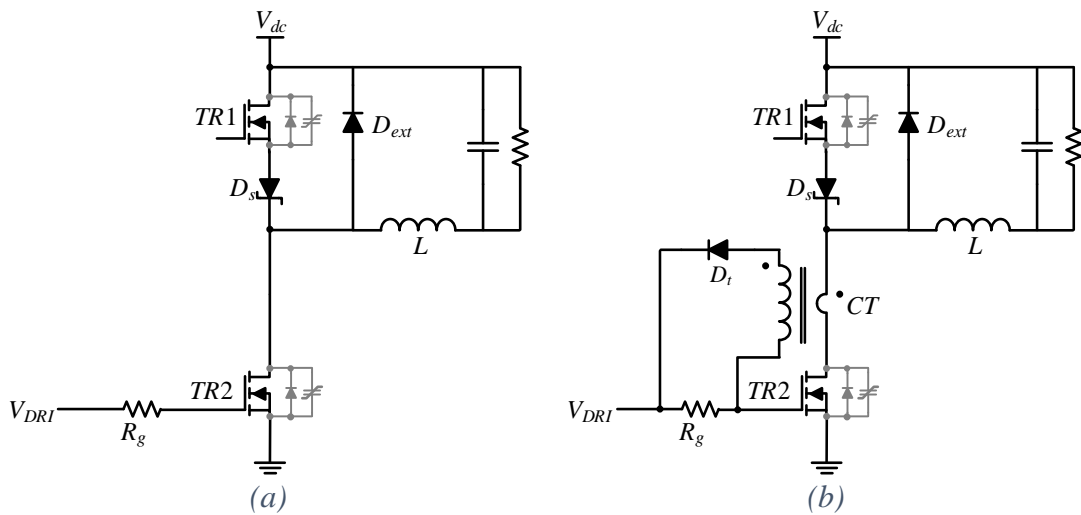 V_dc
TR1
D_ext
D_s
L
TR2
V_DRI
R_g
(a)
V_dc
TR1
D_ext
D_s
L
D_t
CT
TR2
V_DRI
R_g
(b)